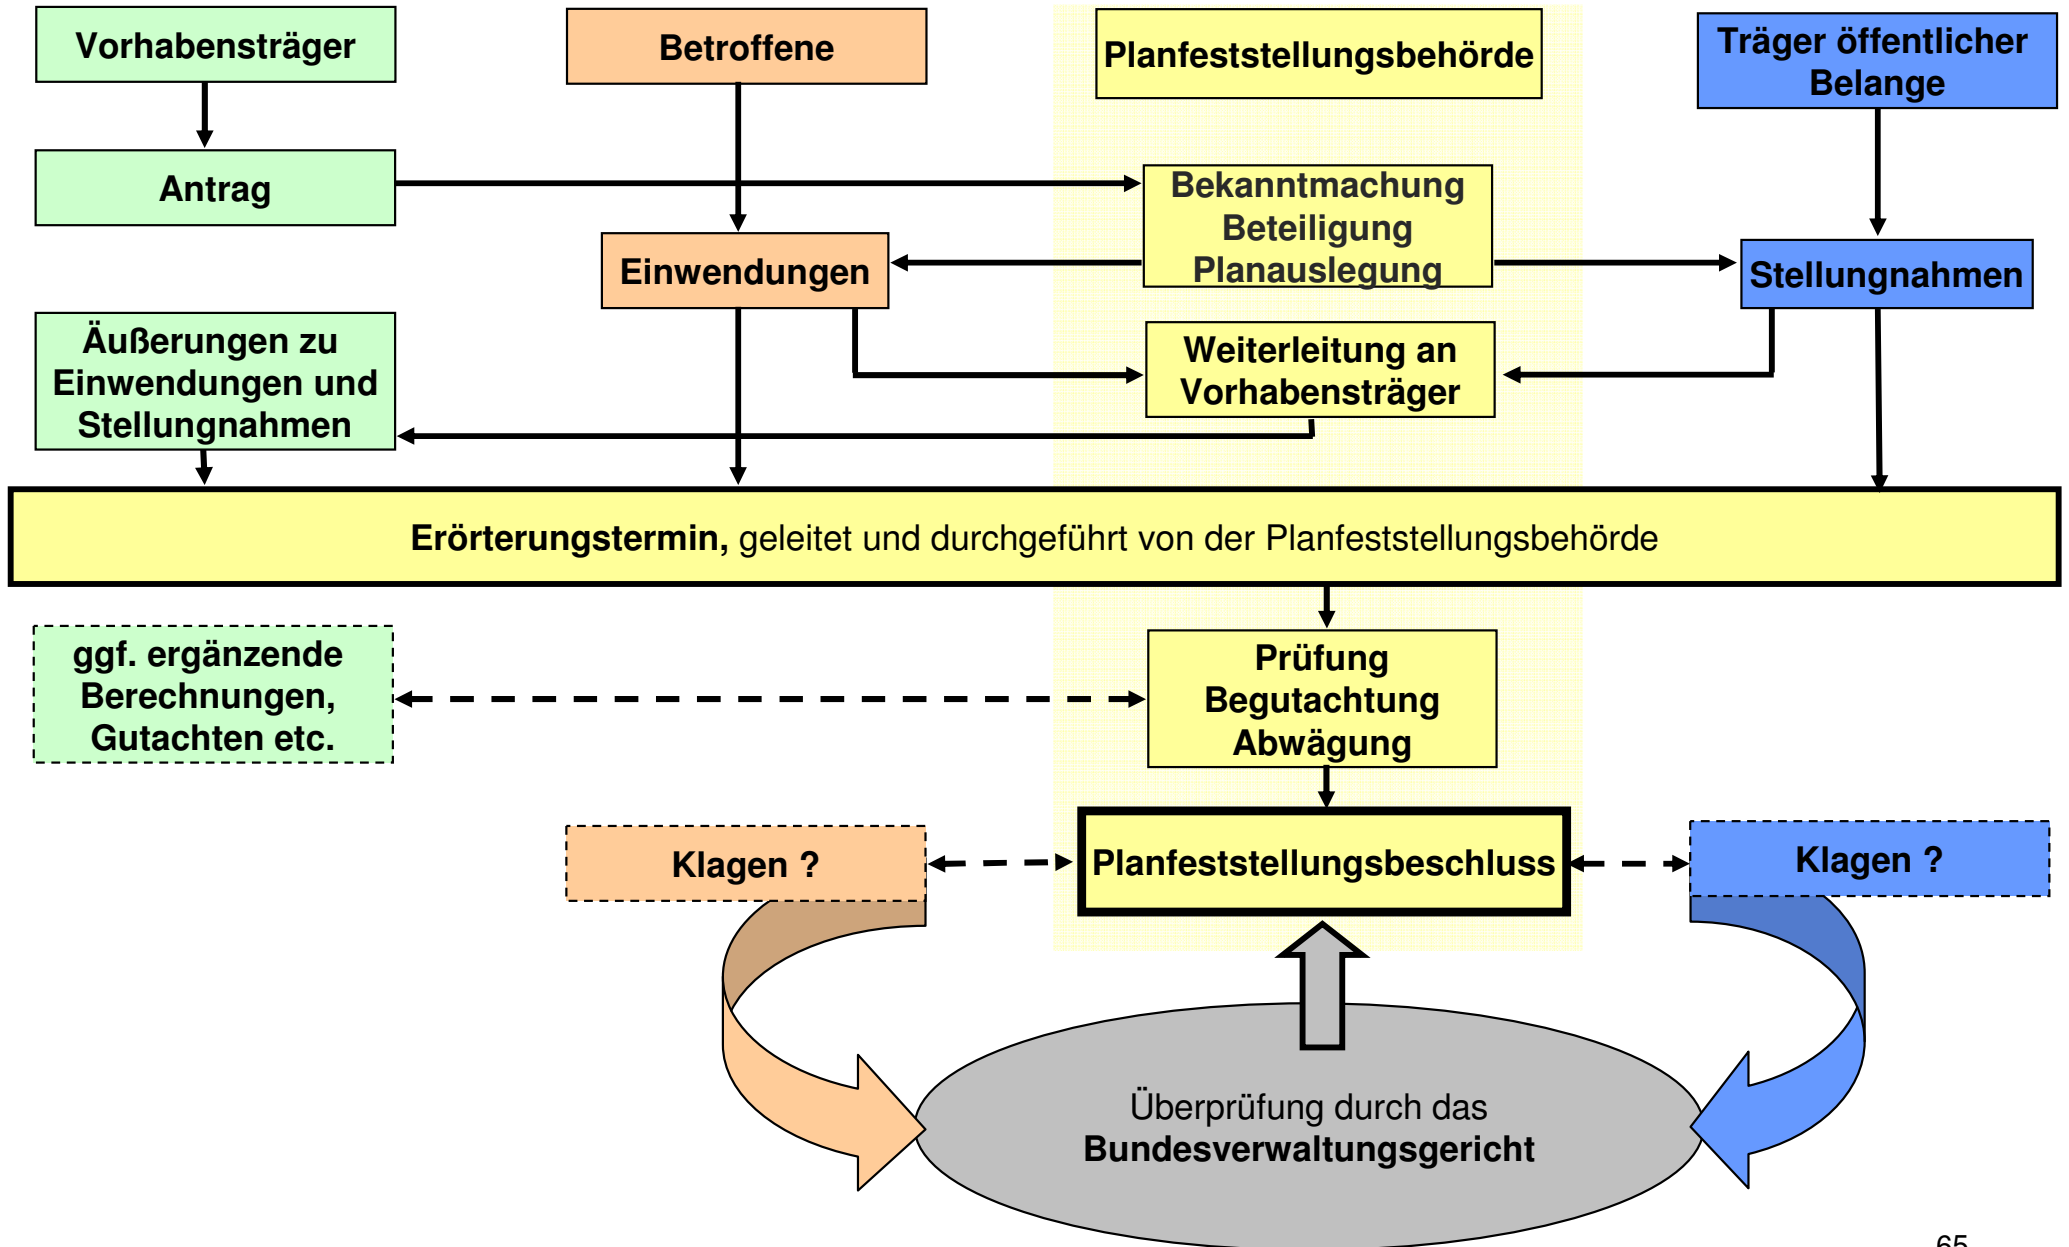 Vorhabensträger
Betroffene
Planfeststellungsbehörde
Träger öffentlicher
Belange
Antrag
Bekanntmachung
Beteiligung
Planauslegung
Einwendungen
Stellungnahmen
Äußerungen zu
Einwendungen und
Stellungnahmen
Weiterleitung an
Vorhabensträger
Erörterungstermin, geleitet und durchgeführt von der Planfeststellungsbehörde
ggf. ergänzende
Berechnungen,
Gutachten etc.
Prüfung
Begutachtung
Abwägung
Klagen ?
Planfeststellungsbeschluss
Klagen ?
Überprüfung durch das
Bundesverwaltungsgericht
65